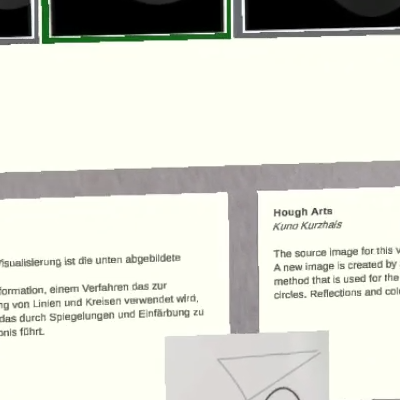 Visualisierung ist die unten abgebildete
formation, einem Verfahren das zur
ng von Linien und Kreisen verwendet wird,
das durch Spiegelungen und Einfärbung zu
bnis führt.
Hough Arts
Kuno Kurzhals
The source image for this v
A new image is created by
method that is used for the
circles. Reflections and col